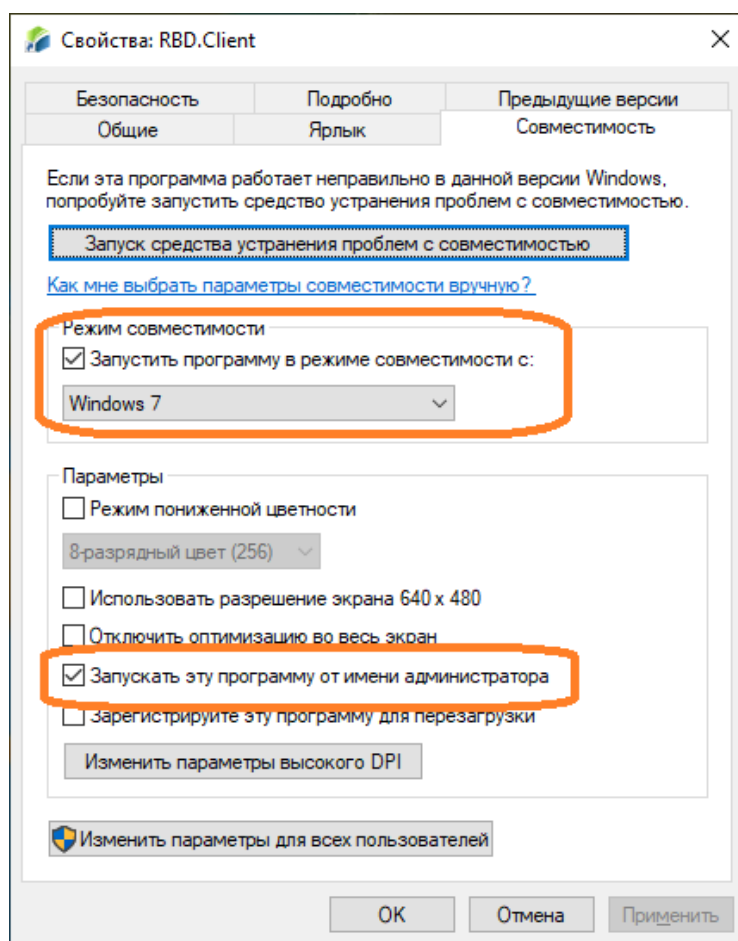 Свойства: RBD.Client
Безопасность
Подробно
Предыдущие версии
Общие
Ярлык
Совместимость
Если эта программа работает неправильно в данной версии Windows,
попробуйте запустить средство устранения проблем с совместимостью.
Запуск средства устранения проблем с совместимостью
Как мне выбрать параметры совместимости вручную?
Режим совместимости
Запустить программу в режиме совместимости с:
Windows 7
Параметры
Режим пониженной цветности
8-разрядный цвет (256)
Использовать разрешение экрана 640 x 480
Отключить оптимизацию во весь экран
Запускать эту программу от имени администратора
Зарегистрируйте эту программу для перезагрузки
Изменить параметры высокого DPI
Изменить параметры для всех пользователей
OK
Отмена
Применить